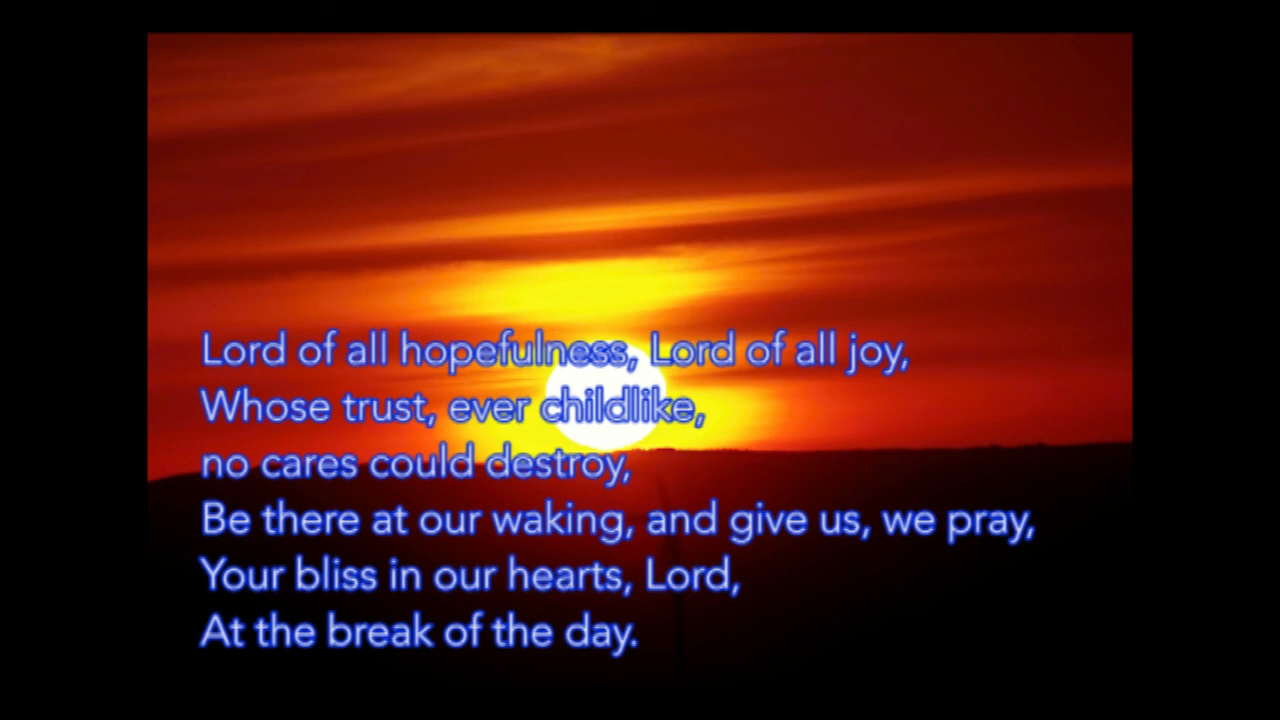 Lord of all hopefulness, Lord of all joy,
Whose trust, ever childlike,
no cares could destroy,
Be there at our waking, and give us, we pray,
Your bliss in our hearts, Lord,
At the break of the day.